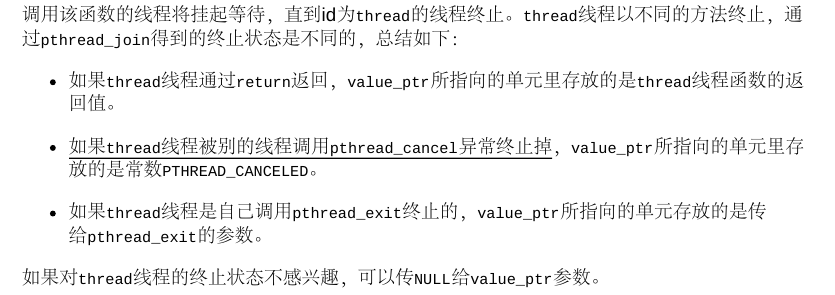 调用该函数的线程将挂起等待，直到id为thread的线程终止。thread线程以不同的方法终止，通
过pthread_join得到的终止状态是不同的，总结如下：
• 如果thread线程通过return返回，value_ptr所指向的单元里存放的是thread线程函数的返
回值。
• 如果thread线程被别的线程调用pthread_cancel异常终止掉，value_ptr所指向的单元里存
放的是常数PTHREAD_CANCELED。
• 如果thread线程是自己调用pthread_exit终止的，value_ptr所指向的单元存放的是传
给pthread_exit的参数。
如果对thread线程的终止状态不感兴趣，可以传NULL给value_ptr参数。